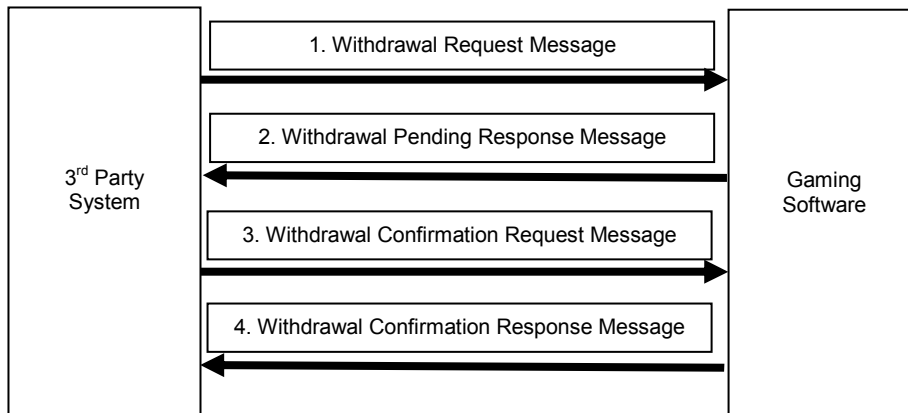 1. Withdrawal Request Message
2. Withdrawal Pending Response Message
3rd Party
System
Gaming
Software
3. Withdrawal Confirmation Request Message
4. Withdrawal Confirmation Response Message